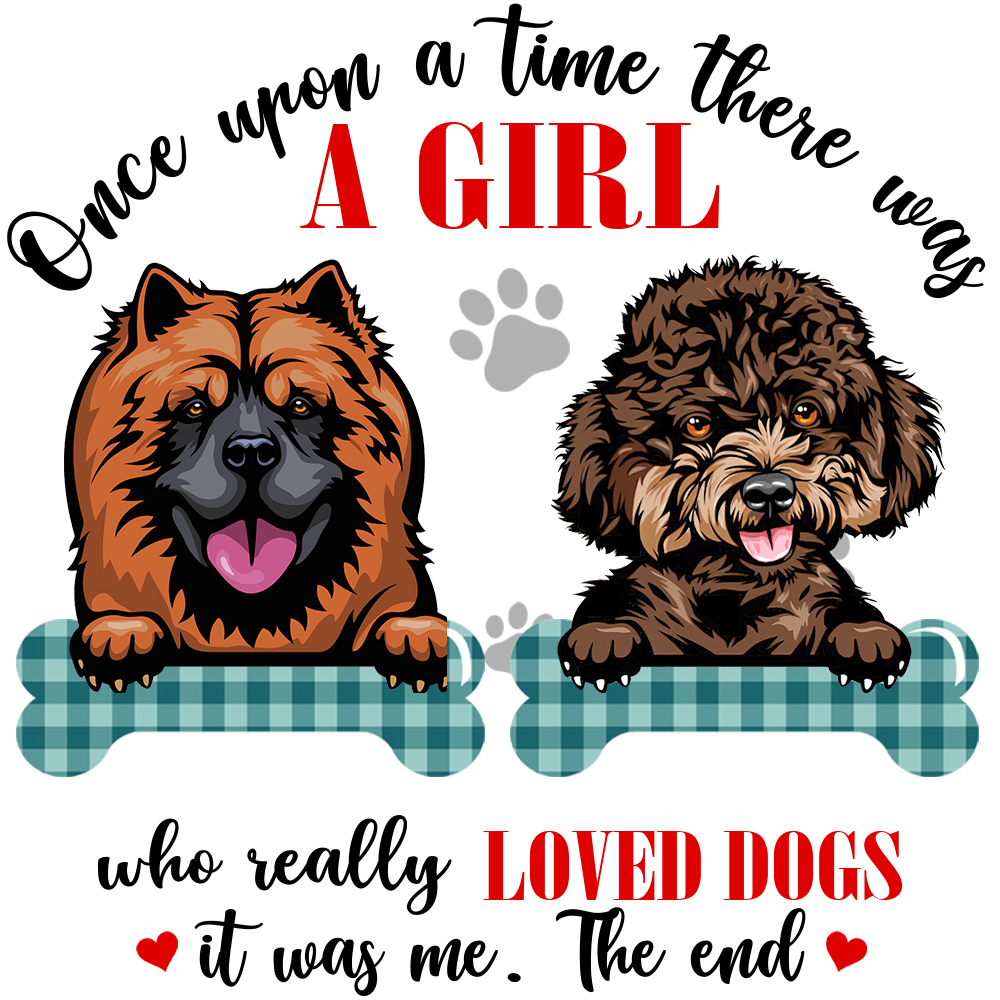 Once upon a time there was
A GIRL
who really LOVED DOGS
it was me. The end